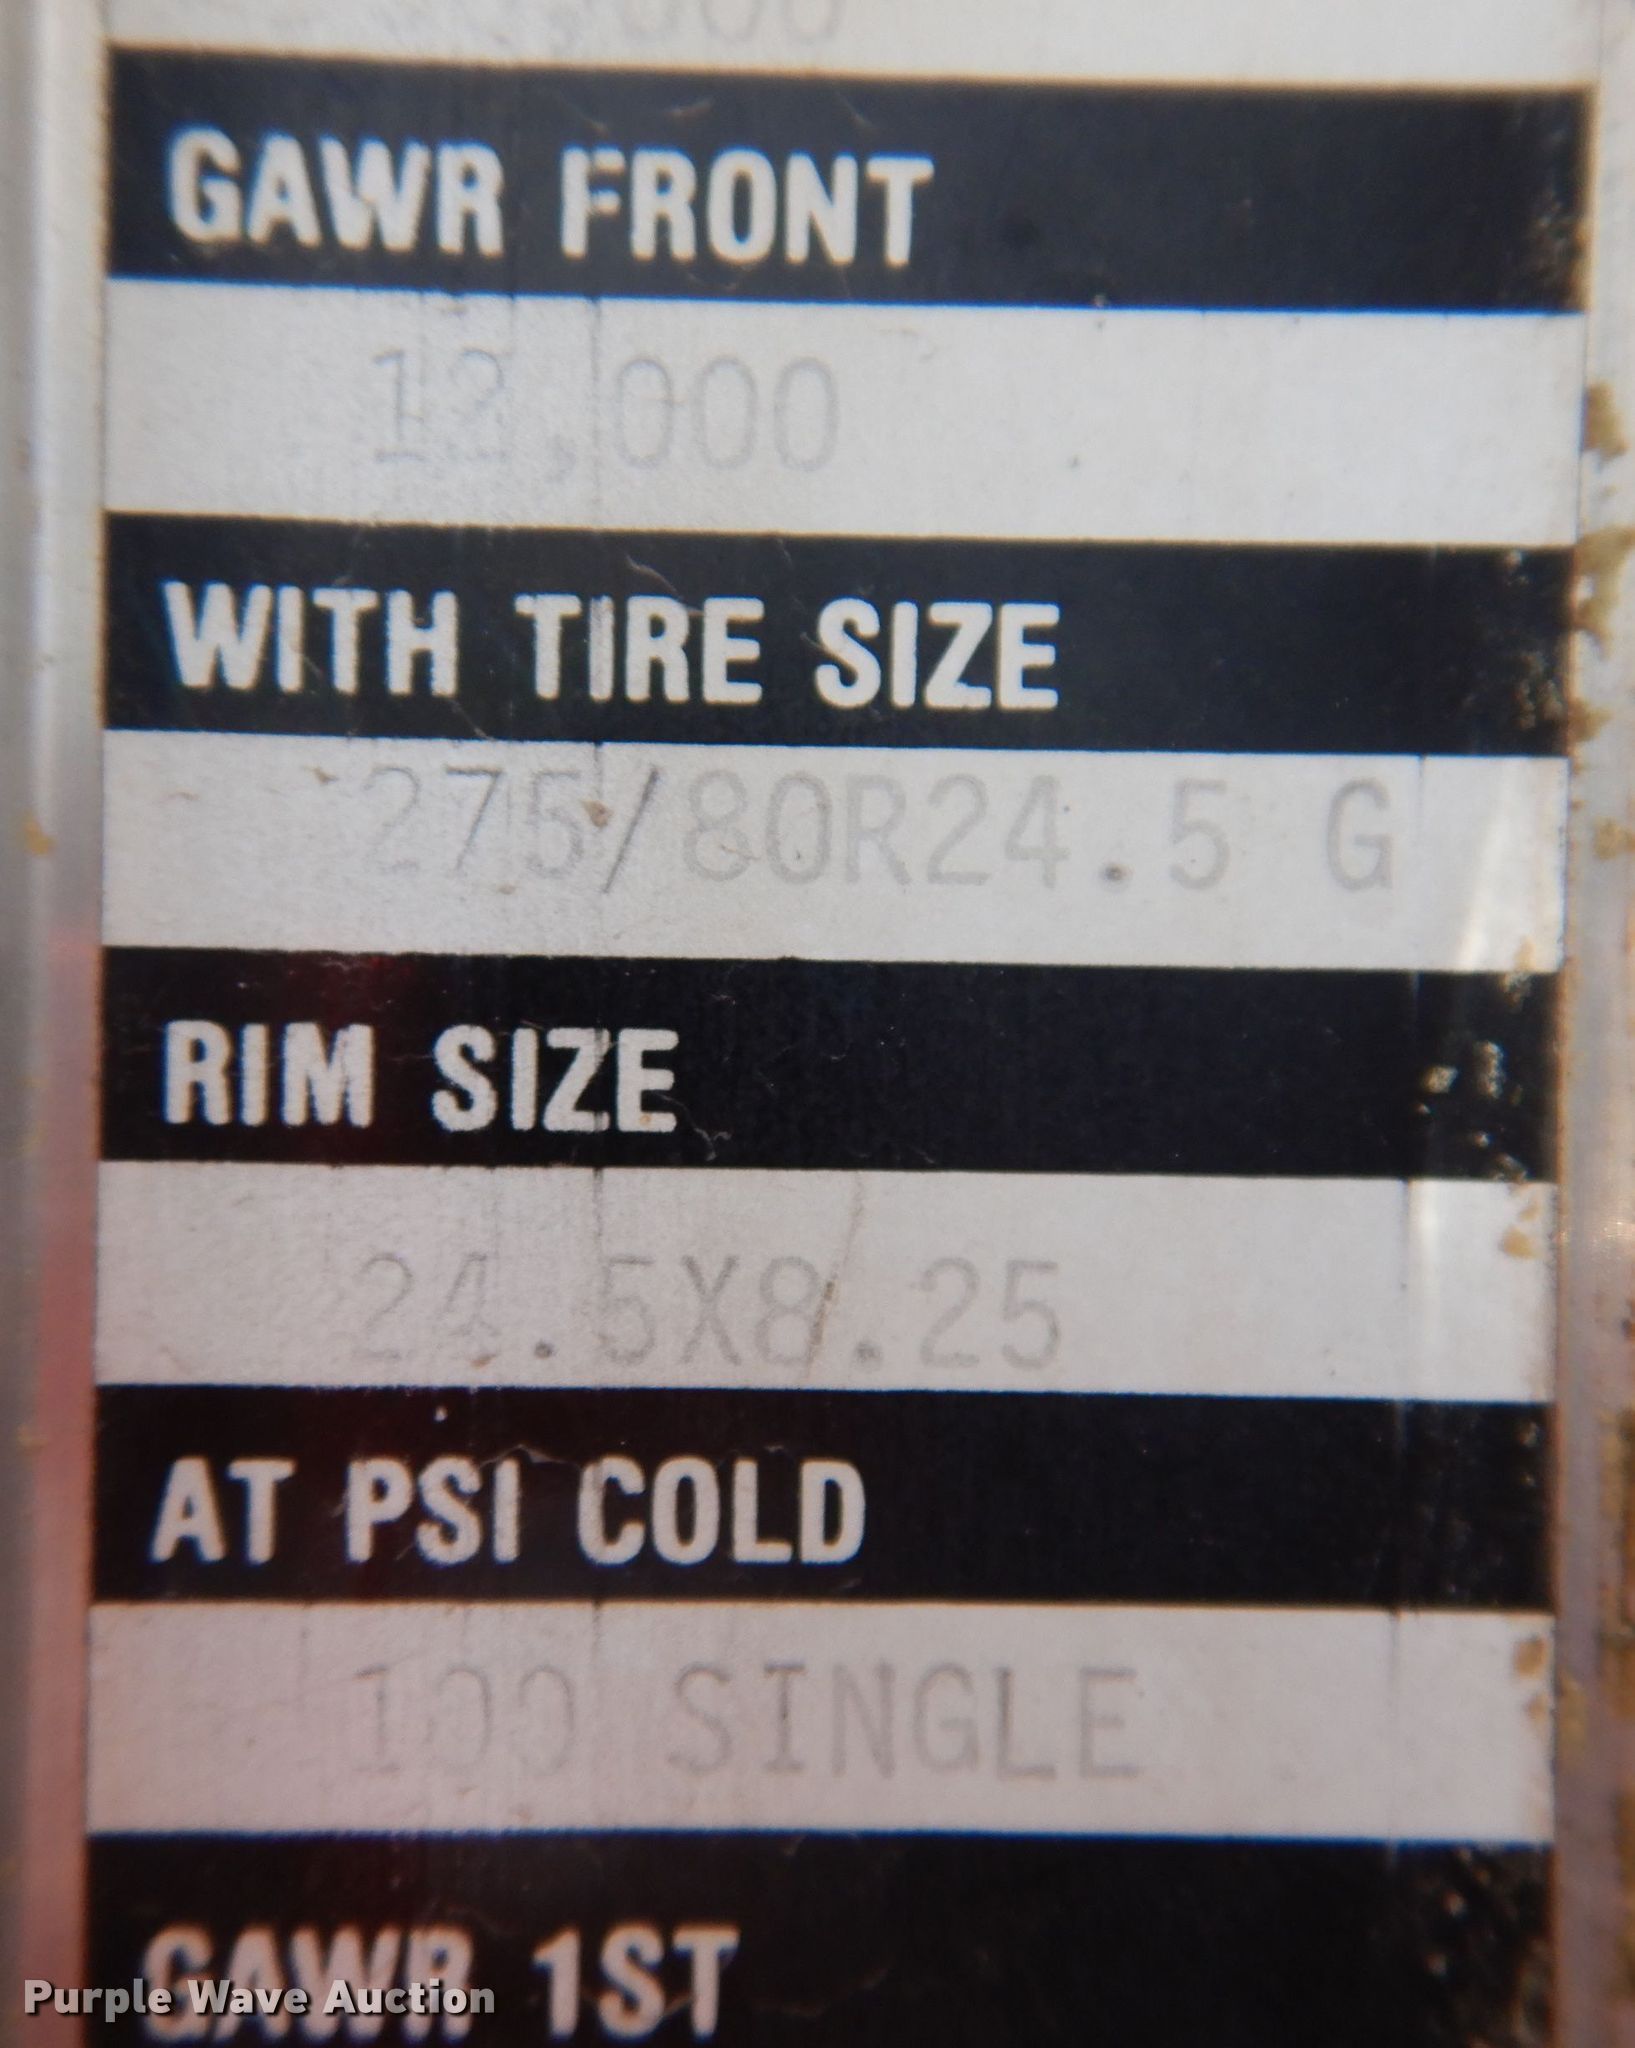 GAWR FRONT
12,000
WITH TIRE SIZE
275/80R24.5 G
RIM SIZE
24.5X8.25
AT PSI COLD
100 SINGLE
GAWR 1ST
Purple Wave Auction